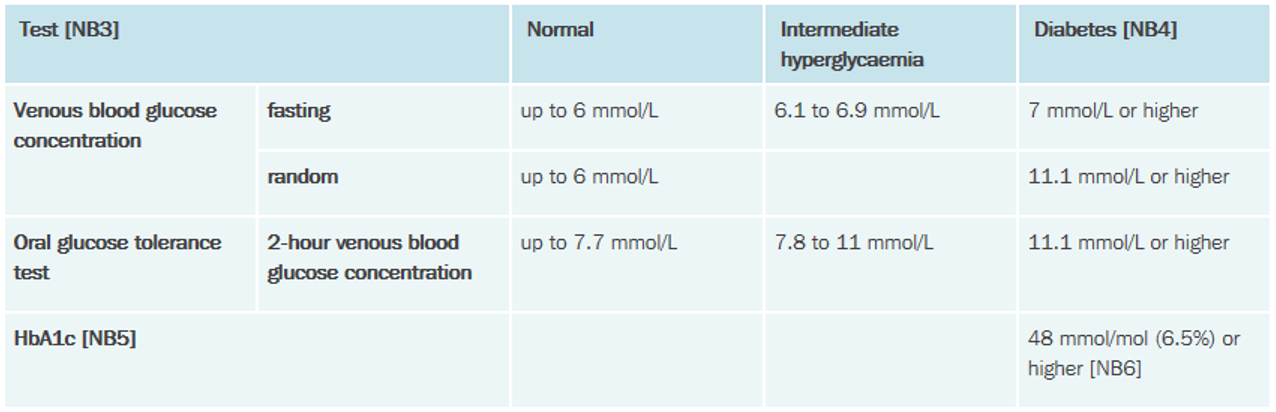 Test [NB3]
Normal
Intermediate
hyperglycaemia
Diabetes [NB4]
Venous blood glucose
concentration
fasting
up to 6 mmol/L
6.1 to 6.9 mmol/L
7 mmol/L or higher
random
up to 6 mmol/L
11.1 mmol/L or higher
Oral glucose tolerance
test
2-hour venous blood
glucose concentration
up to 7.7 mmol/L
7.8 to 11 mmol/L
11.1 mmol/L or higher
HbA1c [NB5]
48 mmol/mol (6.5%) or
higher [NB6]